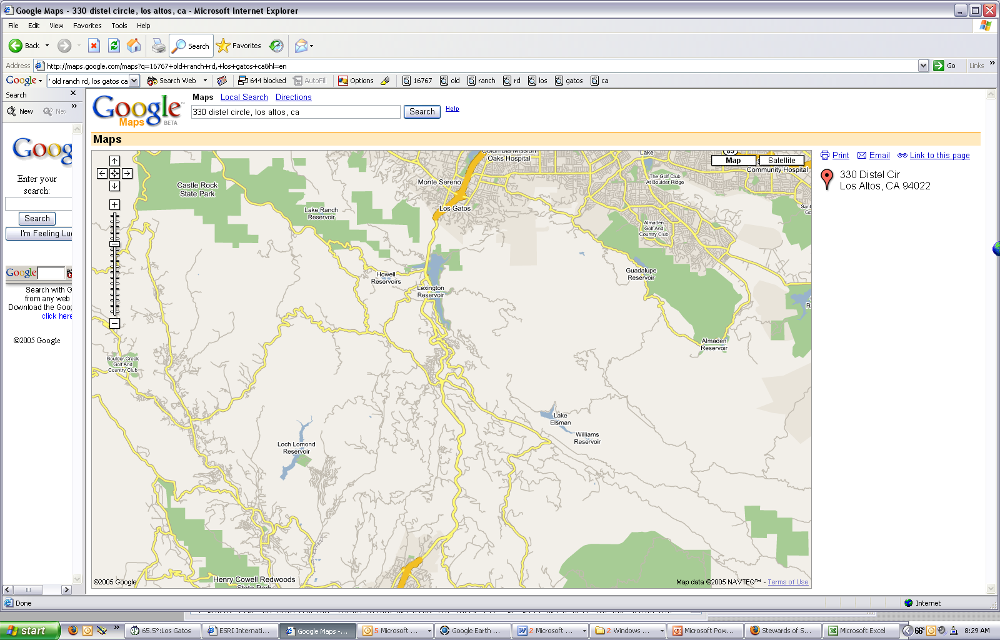 Google Maps - 330 distel circle, los altos, ca - Microsoft Internet Explorer
File Edit View Favorites Tools Help
Back Search Favorites
Address http://maps.google.com/maps?q=16767+old+ranch+rd,+los+gatos+ca&hl=en Go Links »
Google old ranch rd, los gatos ca Search Web 644 blocked AutoFill Options 16767 old ranch rd los gatos ca
Search
New Nex »
Goog
Enter your
search:
Search
I'm Feeling Luc
Google
Search with G
from any web
Download the Goog
click here
©2005 Google
Google™
Maps BETA
Maps Local Search Directions
330 distel circle, los altos, ca Search Help
Maps
Map Satellite
Print Email Link to this page
330 Distel Cir
Los Altos, CA 94022
85
Columbia Mission
Oaks Hospital
Lake
Community Hospital
Monte Sereno
The Golf Club
At Boulder Ridge
Castle Rock
State Park
Los Gatos
Lake Ranch
Reservoir
Sant
Go
Almaden
Golf And
Country Club
Howell
Reservoirs
Guadalupe
Reservoir
Lexington
Reservoir
Almaden
Reservoir
Boulder Creek
Golf And
Country Club
Lake
Elsman
Williams
Reservoir
Loch Lomond
Reservoir
Henry Cowell Redwoods
State Park
©2005 Google
Map data ©2005 NAVTEQ™ - Terms of Use
Done Internet
start » 65.5°:Los Gatos ESRI Internati... Google Maps -... 5 Microsoft ... Google Earth 2 Microsoft ... 2 Windows ... Microsoft Pow... Stewards of S... Microsoft Excel 66° 8:29 AM